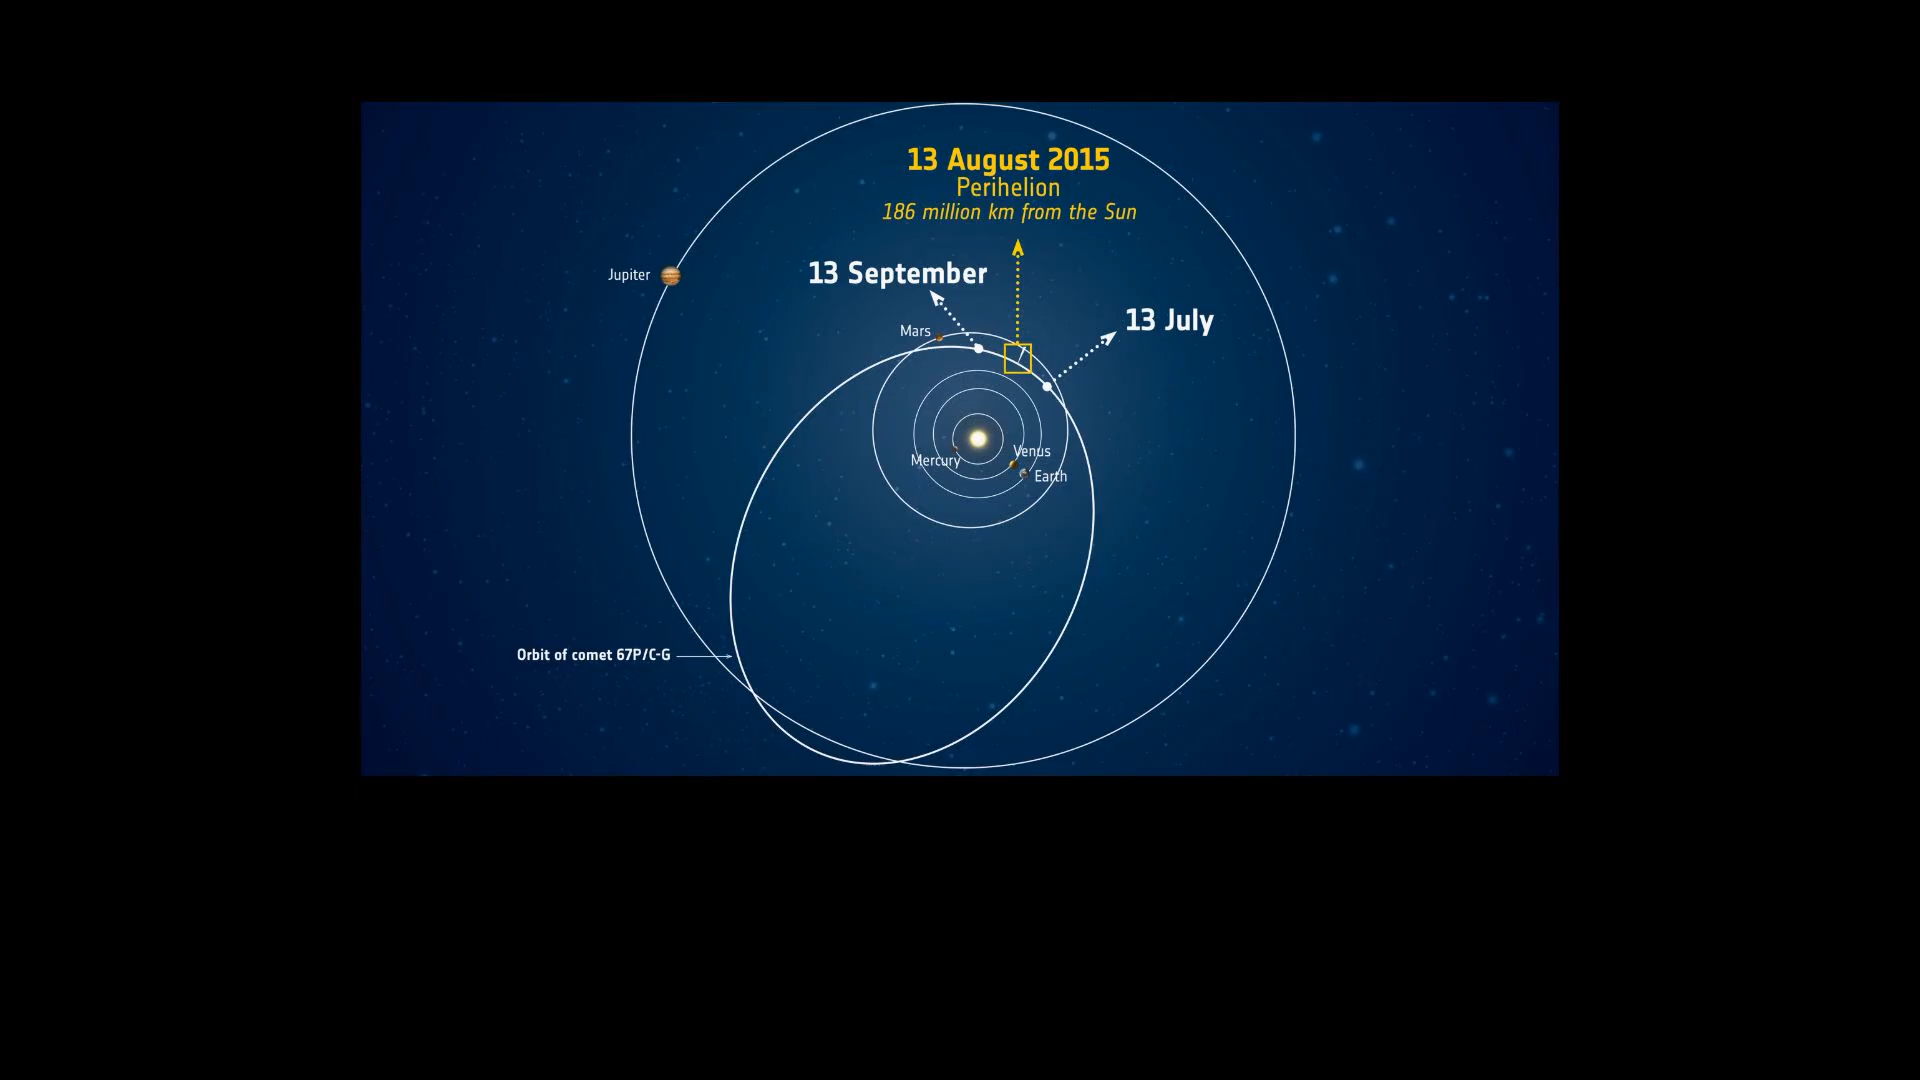 13 August 2015
Perihelion
186 million km from the Sun
13 September
Jupiter
13 July
Mars
Venus
Mercury
Earth
Orbit of comet 67P/C-G